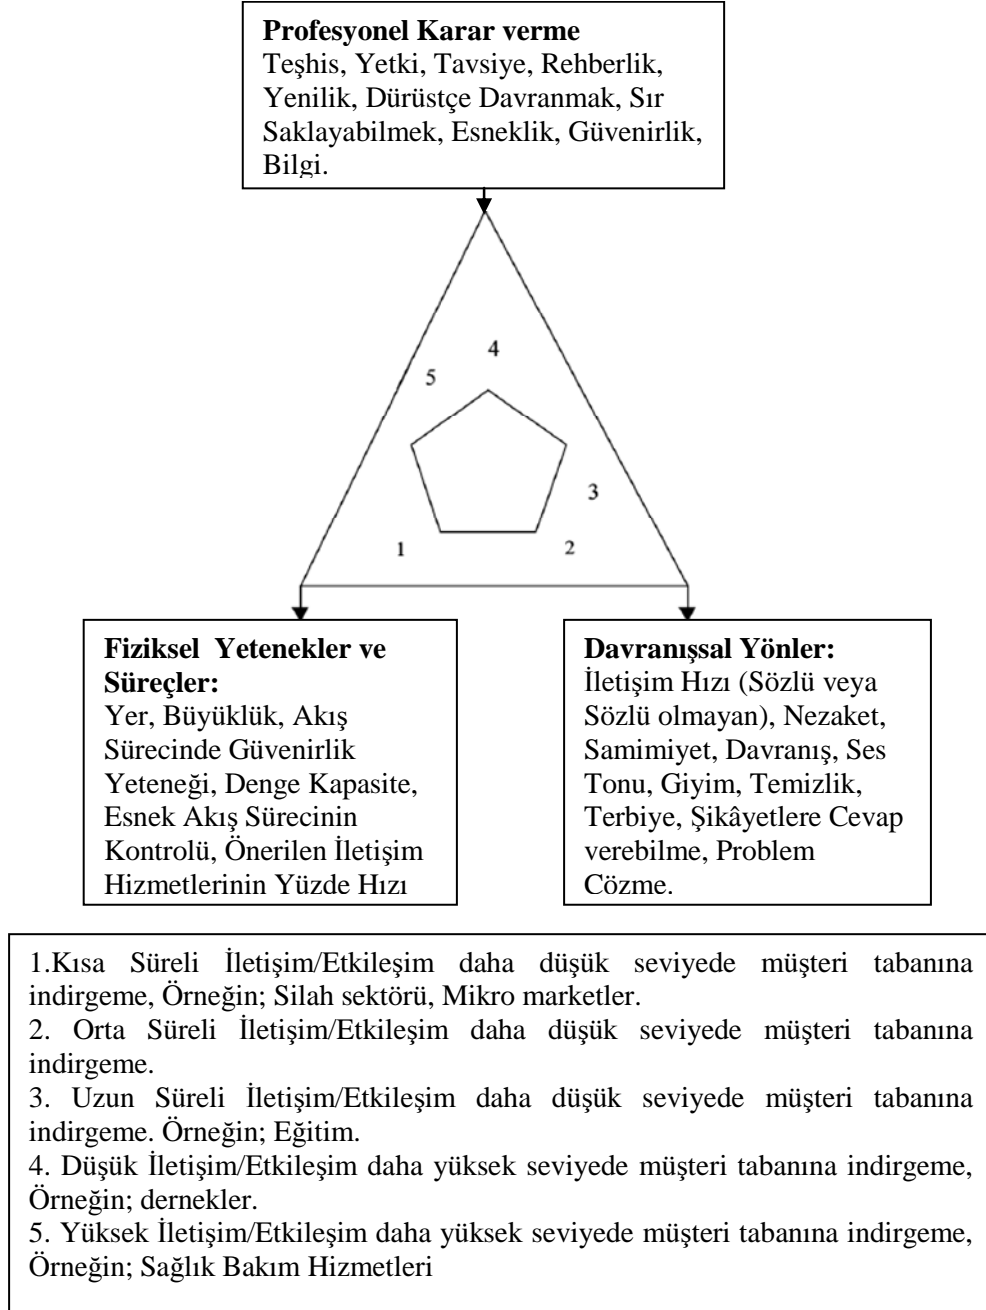 Profesyonel Karar verme
Teşhis, Yetki, Tavsiye, Rehberlik,
Yenilik, Dürüstçe Davranmak, Sır
Saklayabilmek, Esneklik, Güvenirlik,
Bilgi.
4
5
3
1
2
Fiziksel Yetenekler ve
Süreçler:
Yer, Büyüklük, Akış
Sürecinde Güvenirlik
Yeteneği, Denge Kapasite,
Esnek Akış Sürecinin
Kontrolü, Önerilen İletişim
Hizmetlerinin Yüzde Hızı
Davranışsal Yönler:
İletişim Hızı (Sözlü veya
Sözlü olmayan), Nezaket,
Samimiyet, Davranış, Ses
Tonu, Giyim, Temizlik,
Terbiye, Şikâyetlere Cevap
verebilme, Problem
Cözme.
1.Kısa Süreli İletişim/Etkileşim daha düşük seviyede müşteri tabanına
indirgeme, Örneğin; Silah sektörü, Mikro marketler.
2. Orta Süreli İletişim/Etkileşim daha düşük seviyede müşteri tabanına
indirgeme.
3. Uzun Süreli İletişim/Etkileşim daha düşük seviyede müşteri tabanına
indirgeme. Örneğin; Eğitim.
4. Düşük İletişim/Etkileşim daha yüksek seviyede müşteri tabanına indirgeme,
Örneğin; dernekler.
5. Yüksek İletişim/Etkileşim daha yüksek seviyede müşteri tabanına indirgeme,
Örneğin; Sağlık Bakım Hizmetleri